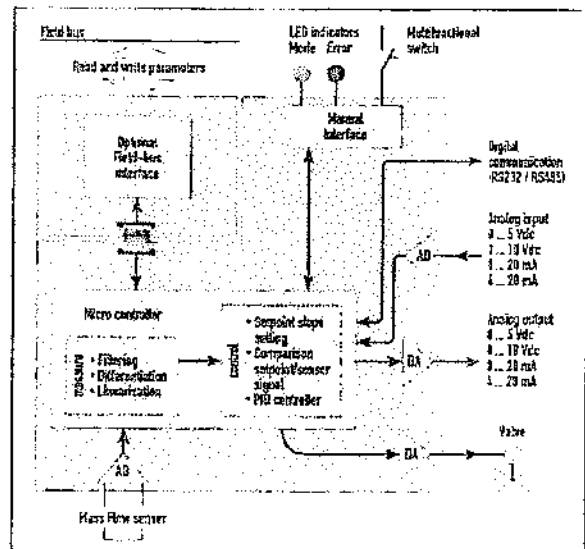 Field bus
Read and write parameters
LED indicators
Mode Error
Multifunctional
switch
Manual
Interface
Optional
Field-bus
interface
Digital
communication
(RS232 / RS485)
Analog input
0 ... 5 Vdc
0 ... 10 Vdc
0 ... 20 mA
4 ... 20 mA
AD
Micro controller
measure
• Filtering
• Differentiation
• Linearization
control
• Setpoint slope
setting
• Comparison
setpoint/sensor
signal
• PID controller
DA
Analog output
0 ... 5 Vdc
0 ... 10 Vdc
0 ... 20 mA
4 ... 20 mA
DA
Valve
AD
Mass Flow sensor